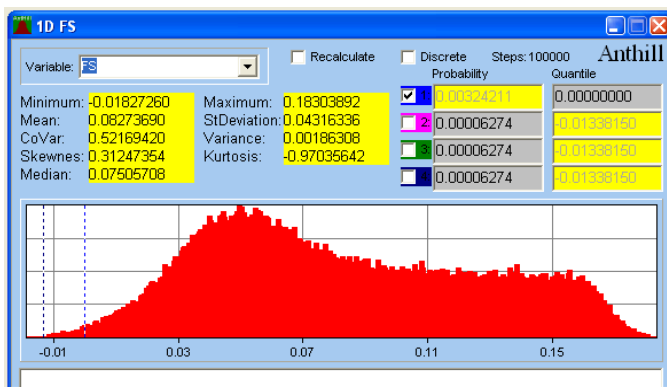 1D FS
Variable: FS
Recalculate
Discrete Steps:100000 Anthill
Probability Quantile
Minimum: -0.01827260 Maximum: 0.18303892
Mean: 0.08273690 StDeviation: 0.04316336
CoVar: 0.52169420 Variance: 0.00186308
Skewnes: 0.31247354 Kurtosis: -0.97035642
Median: 0.07505708
1: 0.00324211 0.00000000
2: 0.00006274 -0.01338150
3: 0.00006274 -0.01338150
0.00006274 -0.01338150
-0.01 0.03 0.07 0.11 0.15